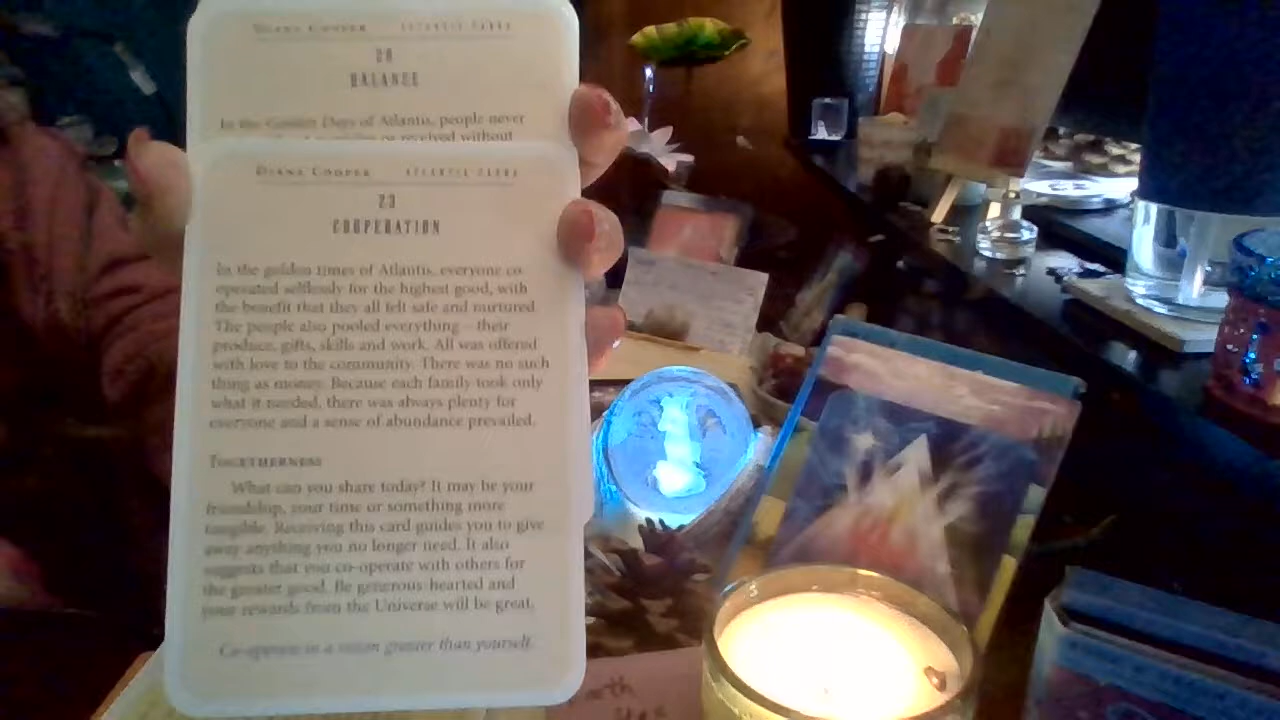 DIANA COOPER ATLANTIS CARDS
28
BALANCE
In the Golden Days of Atlantis, people never
or received without
DIANA COOPER ATLANTIS CARDS
23
COOPERATION
In the golden times of Atlantis, everyone co-
operated selflessly for the highest good, with
the benefit that they all felt safe and nurtured.
The people also pooled everything – their
produce, gifts, skills and work. All was offered
with love to the community. There was no such
thing as money. Because each family took only
what it needed, there was always plenty for
everyone and a sense of abundance prevailed.
TOGETHERNESS
What can you share today? It may be your
friendship, your time or something more
tangible. Receiving this card guides you to give
away anything you no longer need. It also
suggests that you co-operate with others for
the greater good. Be generous-hearted and
your rewards from the Universe will be great.
Co-operate in a vision greater than yourself.